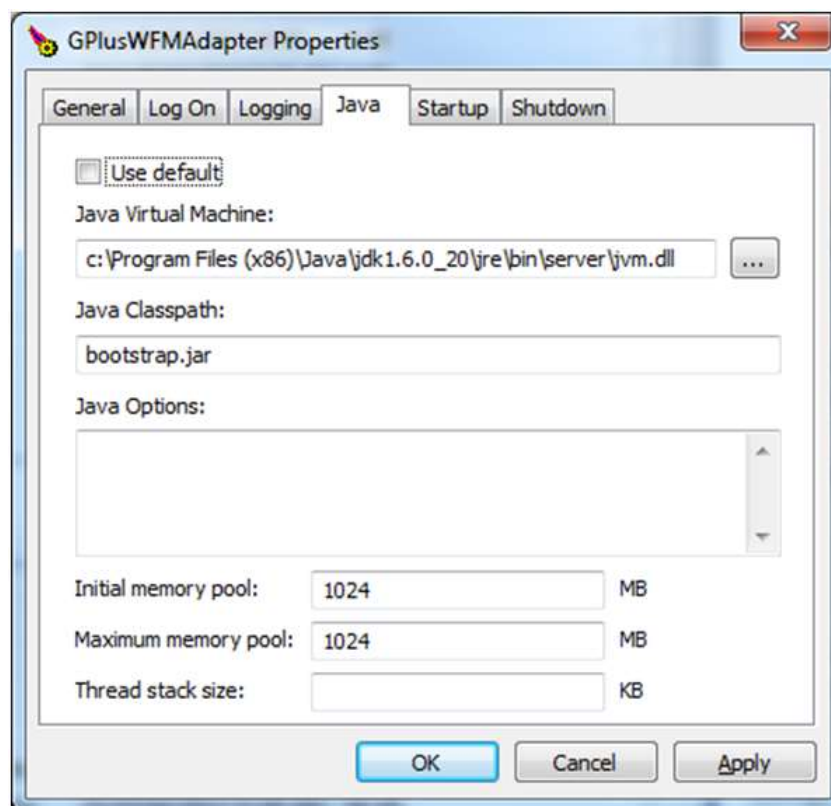 GPlusWFMAdapter Properties
General Log On Logging Java Startup Shutdown
Use default
Java Virtual Machine:
c:\Program Files (x86)\Java\jdk1.6.0_20\jre\bin\server\jvm.dll ...
Java Classpath:
bootstrap.jar
Java Options:
Initial memory pool: 1024 MB
Maximum memory pool: 1024 MB
Thread stack size: KB
OK Cancel Apply